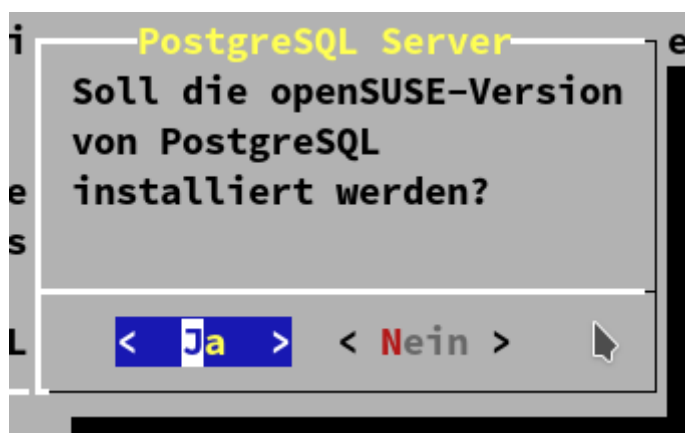 PostgreSQL Server
Soll die openSUSE-Version
von PostgreSQL
installiert werden?
< Ja > < Nein >